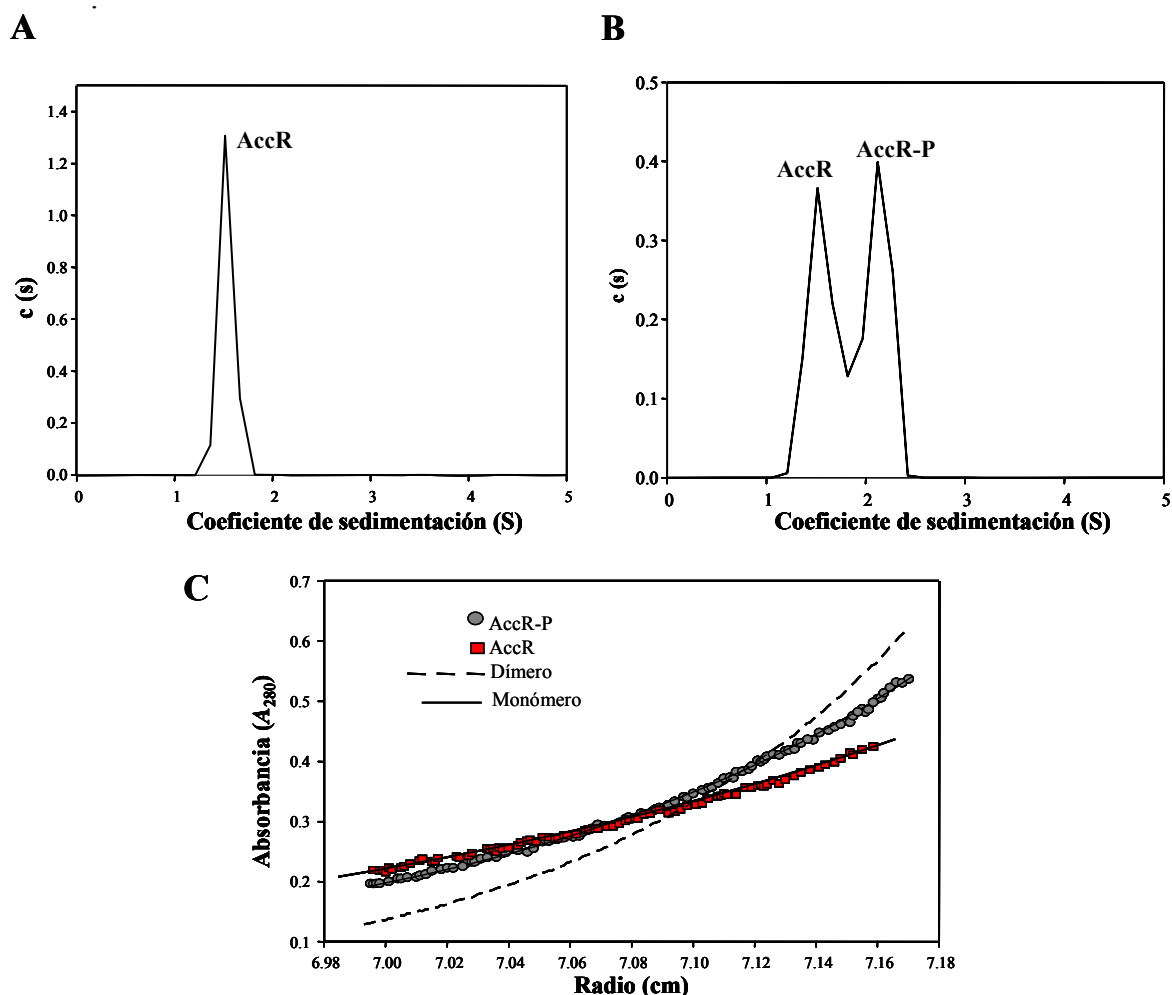 A
1.4
1.2
1.0
0.8
0.6
0.4
0.2
0.0
c (s)
AccR
0 1 2 3 4 5
Coeficiente de sedimentación (S)
B
0.5
0.4
0.3
0.2
0.1
0.0
c (s)
AccR
AccR-P
0 1 2 3 4 5
Coeficiente de sedimentación (S)
C
0.7
0.6
0.5
0.4
0.3
0.2
0.1
Absorbancia (A280)
AccR-P
AccR
Dímero
Monómero
6.98 7.00 7.02 7.04 7.06 7.08 7.10 7.12 7.14 7.16 7.18
Radio (cm)